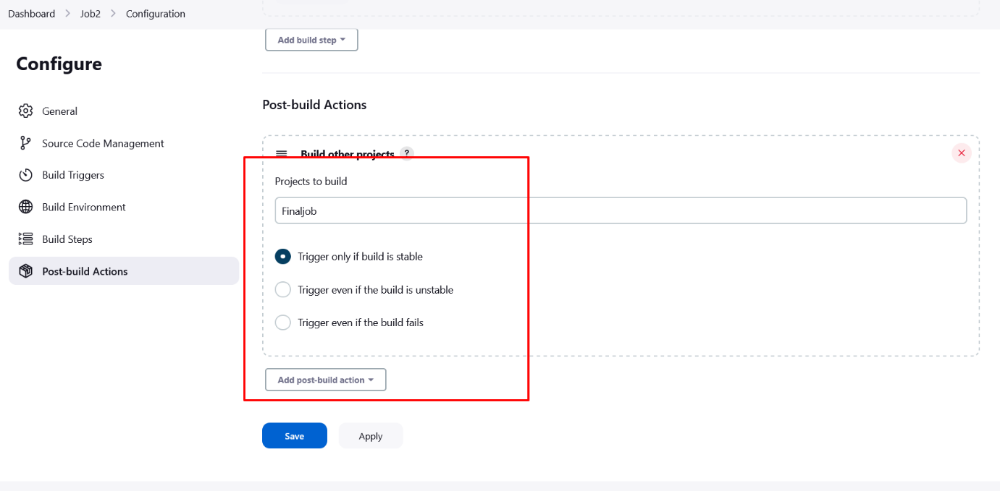 Dashboard > Job2 > Configuration
Add build step
Configure
General
Source Code Management
Build Triggers
Build Environment
Build Steps
Post-build Actions
Post-build Actions
Build other projects ?
Projects to build
Finaljob
Trigger only if build is stable
Trigger even if the build is unstable
Trigger even if the build fails
Add post-build action
Save
Apply